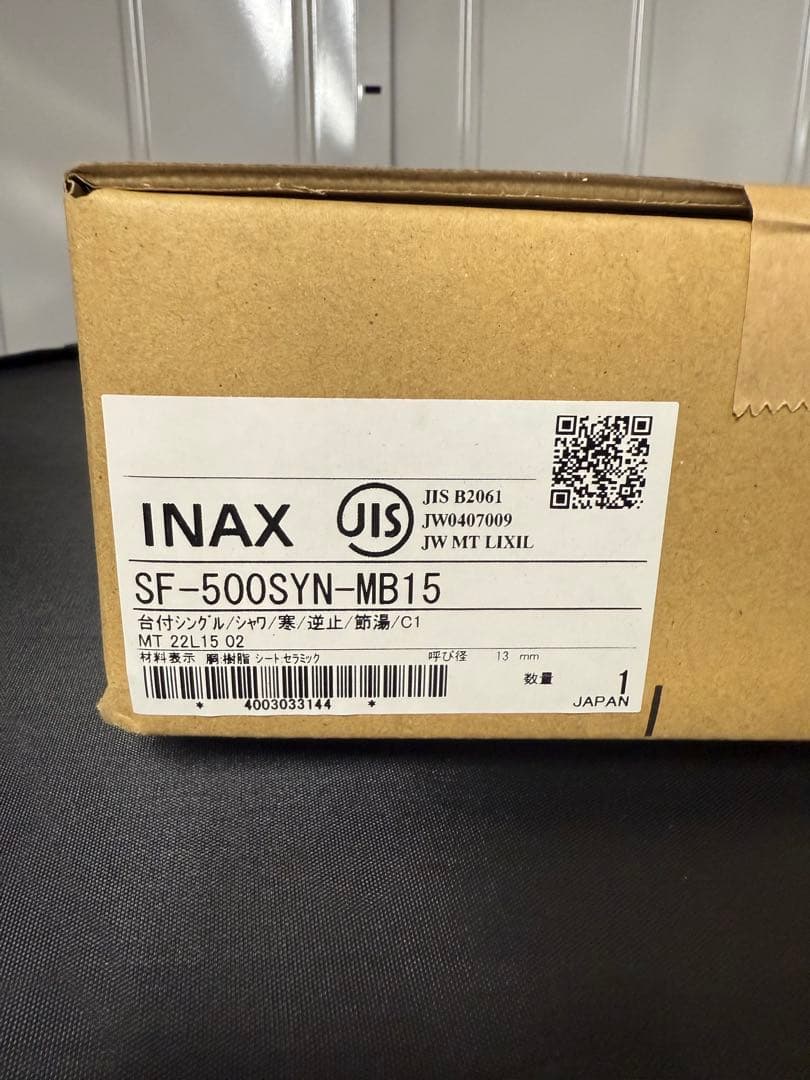 INAX
JIS
JIS B2061
JW0407009
JW MT LIXIL
SF-500SYN-MB15
台付シングル/シャワ/寒/逆止/節湯/C1
MT 22L15 02
材料表示 胴:樹脂 シート:セラミック 呼び径 13 mm
数量 1
* 4003033144 *
JAPAN